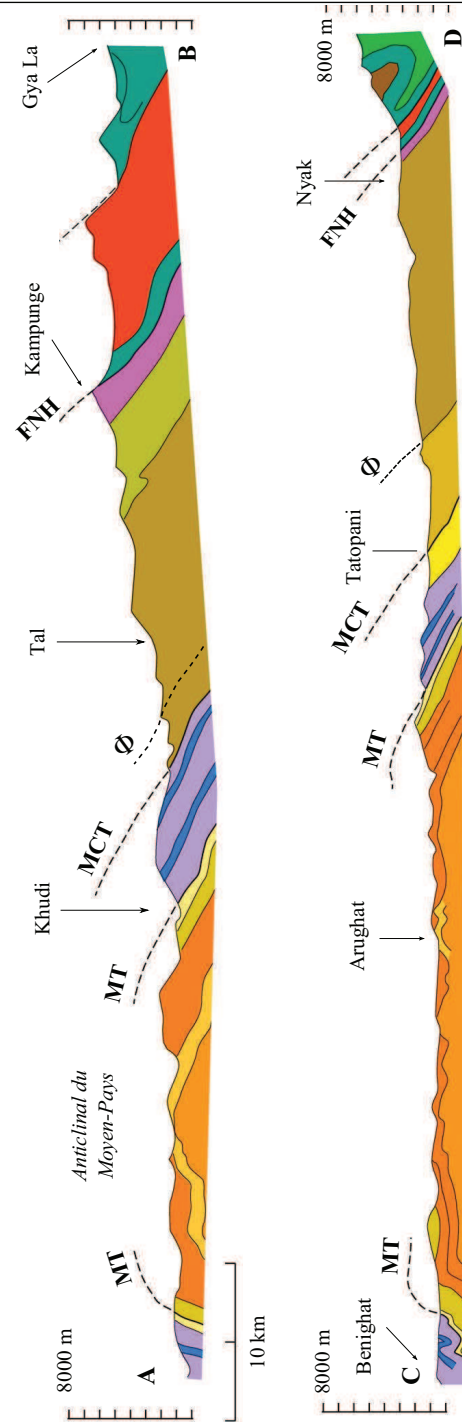 8000 m
A
MT
Anticlinal du
Moyen-Pays
MT
Khudi
MCT
Φ
Tal
FNH
Kampunge
Gya La
B
10 km
8000 m
C
Benighat
MT
Arughat
MT
MCT
Tatopani
Φ
FNH
Nyak
8000 m
D